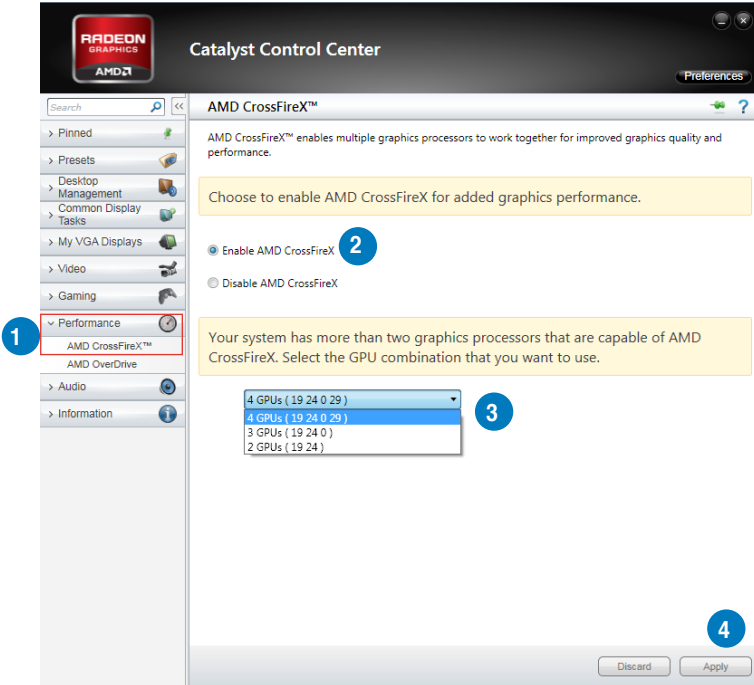 RADEON
GRAPHICS
AMD
Catalyst Control Center
Preferences
Search
<<
AMD CrossFireX™
?
> Pinned
> Presets
> Desktop
Management
> Common Display
Tasks
> My VGA Displays
> Video
> Gaming
Performance
AMD CrossFireX™
AMD OverDrive
> Audio
> Information
1
AMD CrossFireX™ enables multiple graphics processors to work together for improved graphics quality and
performance.
Choose to enable AMD CrossFireX for added graphics performance.
Enable AMD CrossFireX
2
Disable AMD CrossFireX
Your system has more than two graphics processors that are capable of AMD
CrossFireX. Select the GPU combination that you want to use.
4 GPUs ( 19 24 0 29 )
4 GPUs ( 19 24 0 29 )
3 GPUs ( 19 24 0 )
2 GPUs ( 19 24 )
3
4
Discard
Apply